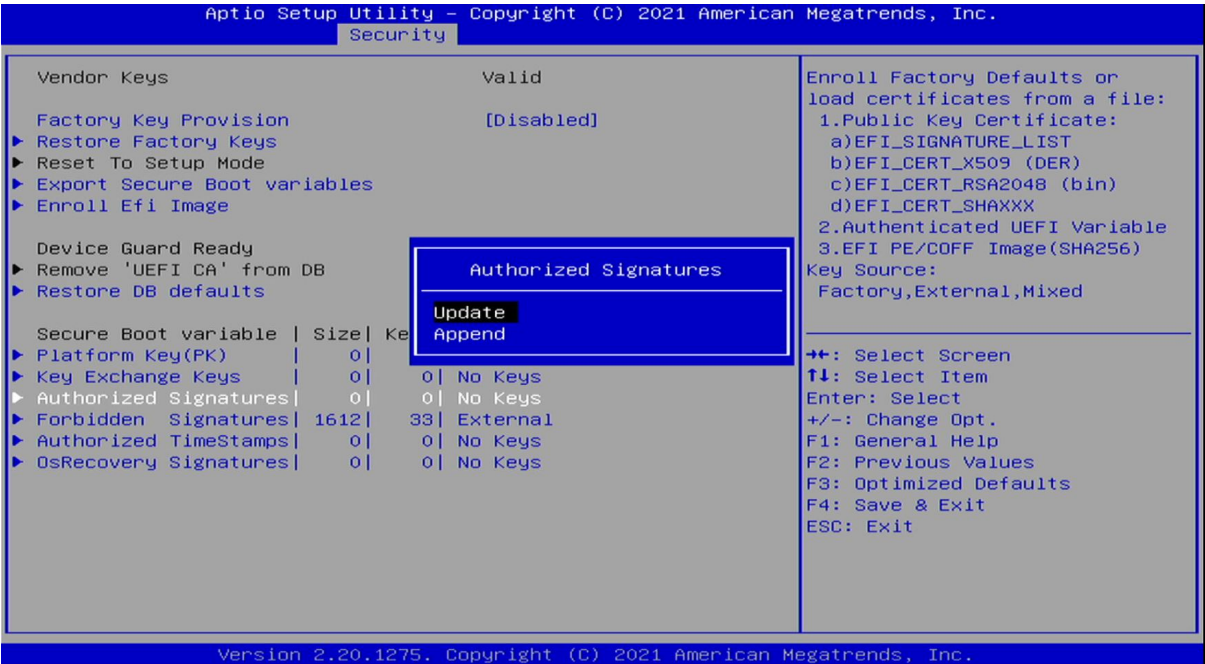 Aptio Setup Utility – Copyright (C) 2021 American Megatrends, Inc.
Security
Vendor Keys Valid
Factory Key Provision [Disabled]
Restore Factory Keys
Reset To Setup Mode
Export Secure Boot variables
Enroll Efi Image
Device Guard Ready
Remove 'UEFI CA' from DB
Restore DB defaults
Secure Boot variable | Size| Ke
Platform Key(PK) | 0|
Key Exchange Keys | 0| 0| No Keys
Authorized Signatures| 0| 0| No Keys
Forbidden Signatures| 1612| 33| External
Authorized TimeStamps| 0| 0| No Keys
OsRecovery Signatures| 0| 0| No Keys
Authorized Signatures
Update
Append
Enroll Factory Defaults or
load certificates from a file:
1.Public Key Certificate:
a)EFI_SIGNATURE_LIST
b)EFI_CERT_X509 (DER)
c)EFI_CERT_RSA2048 (bin)
d)EFI_CERT_SHAXXX
2.Authenticated UEFI Variable
3.EFI PE/COFF Image(SHA256)
Key Source:
Factory,External,Mixed
→←: Select Screen
↑↓: Select Item
Enter: Select
+/-: Change Opt.
F1: General Help
F2: Previous Values
F3: Optimized Defaults
F4: Save & Exit
ESC: Exit
Version 2.20.1275. Copyright (C) 2021 American Megatrends, Inc.